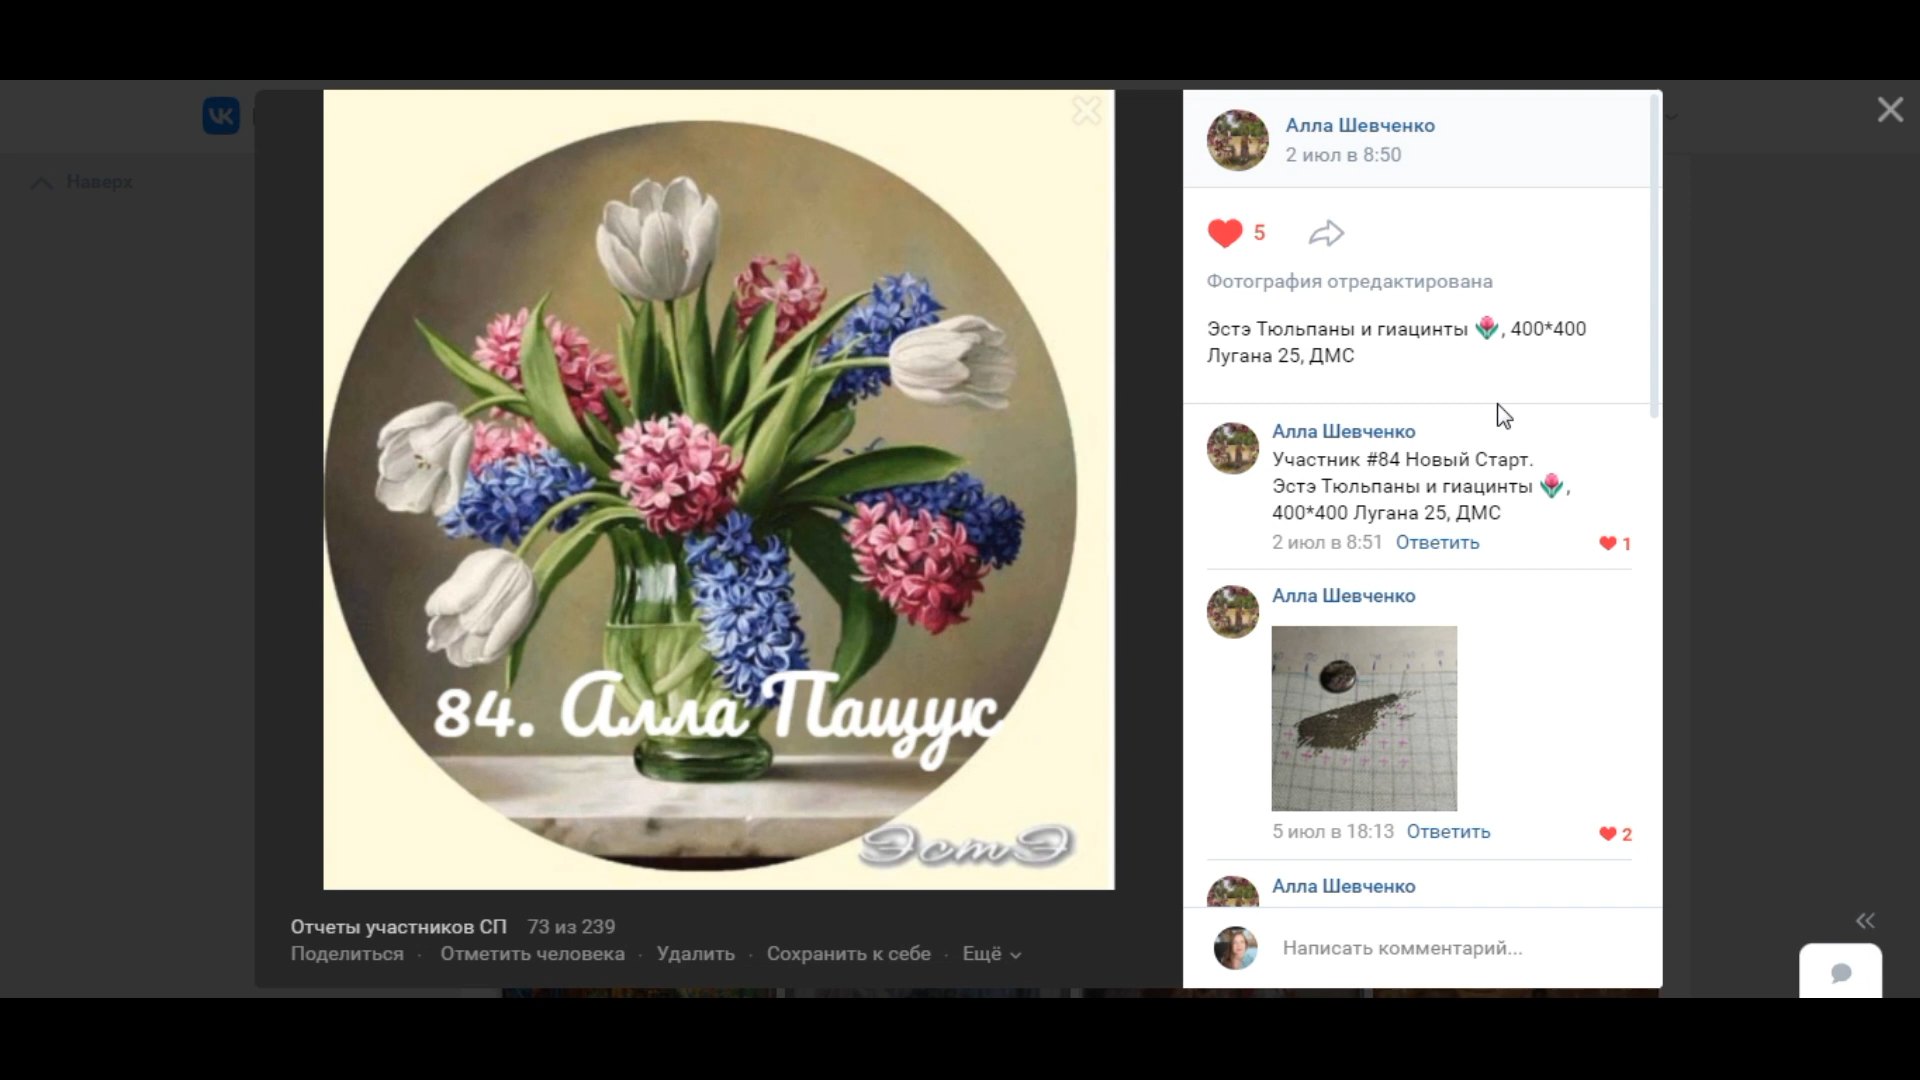 Наверх
Алла Шевченко
2 июл в 8:50
5
Фотография отредактирована
Эстэ Тюльпаны и гиацинты 🌷, 400*400
Лугана 25, ДМС
Алла Шевченко
Участник #84 Новый Старт.
Эстэ Тюльпаны и гиацинты 🌷,
400*400 Лугана 25, ДМС
2 июл в 8:51 Ответить
1
Алла Шевченко
5 июл в 18:13 Ответить
2
Алла Шевченко
Написать комментарий...
84. Алла Пащук
ЭстЭ
Отчеты участников СП 73 из 239
Поделиться · Отметить человека · Удалить · Сохранить к себе · Ещё